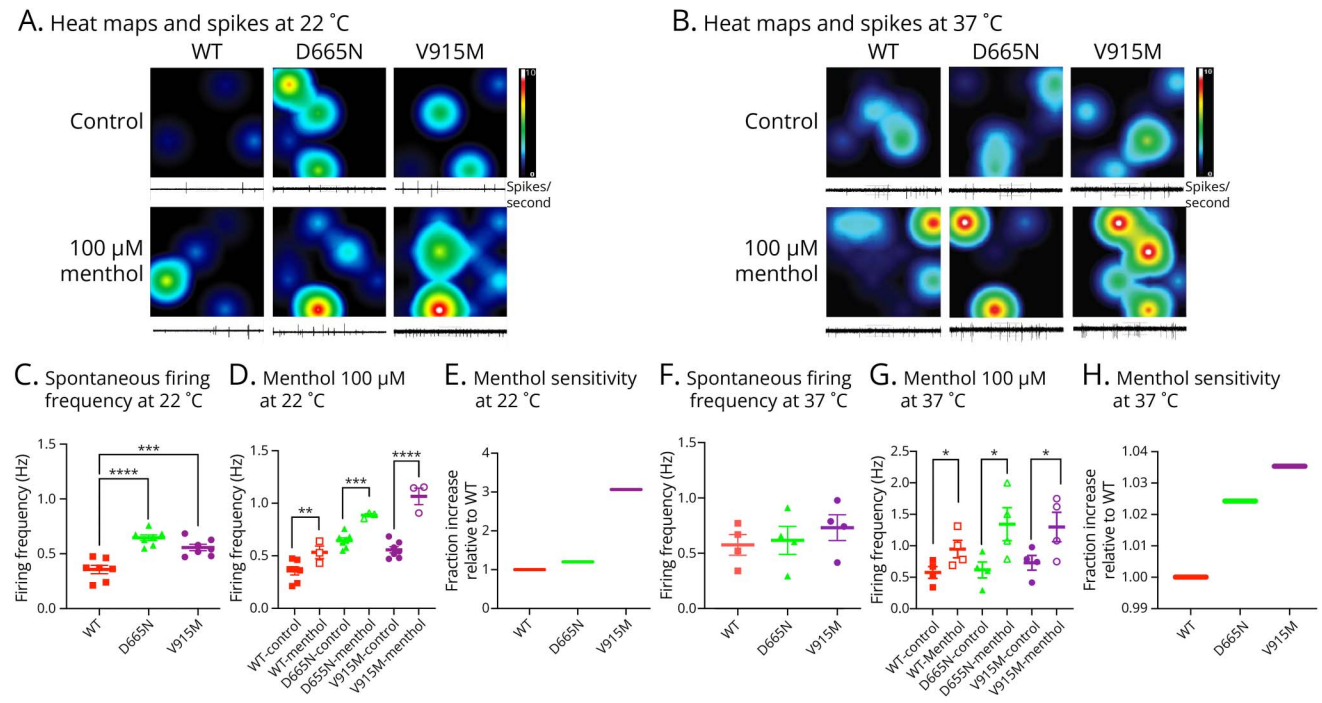 A. Heat maps and spikes at 22 ˚C
WT D665N V915M
Control
10
0
Spikes/
second
100 µM
menthol
B. Heat maps and spikes at 37 ˚C
WT D665N V915M
Control
10
0
Spikes/
second
100 µM
menthol
C. Spontaneous firing
frequency at 22 ˚C
Firing frequency (Hz)
1.5
1.0
0.5
0.0
***
****
WT
D665N
V915M
D. Menthol 100 µM
at 22 ˚C
Firing frequency (Hz)
1.5
1.0
0.5
0.0
**
***
****
WT-control
WT-menthol
D665N-control
D655N-menthol
V915M-control
V915M-menthol
E. Menthol sensitivity
at 22 ˚C
Fraction increase
relative to WT
4
3
2
1
0
WT
D665N
V915M
F. Spontaneous firing
frequency at 37 ˚C
Firing frequency (Hz)
1.5
1.0
0.5
0.0
WT
D665N
V915M
G. Menthol 100 µM
at 37 ˚C
Firing frequency (Hz)
2.5
2.0
1.5
1.0
0.5
0.0
*
*
*
WT-control
WT-Menthol
D665N-control
D655N-menthol
V915M-control
V915M-menthol
H. Menthol sensitivity
at 37 ˚C
Fraction increase
relative to WT
1.04
1.02
1.00
0.99
WT
D665N
V915M